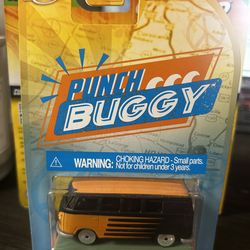 PUNCH
BUGGY
WARNING: CHOKING HAZARD - Small parts.
Not for children under 3 years.